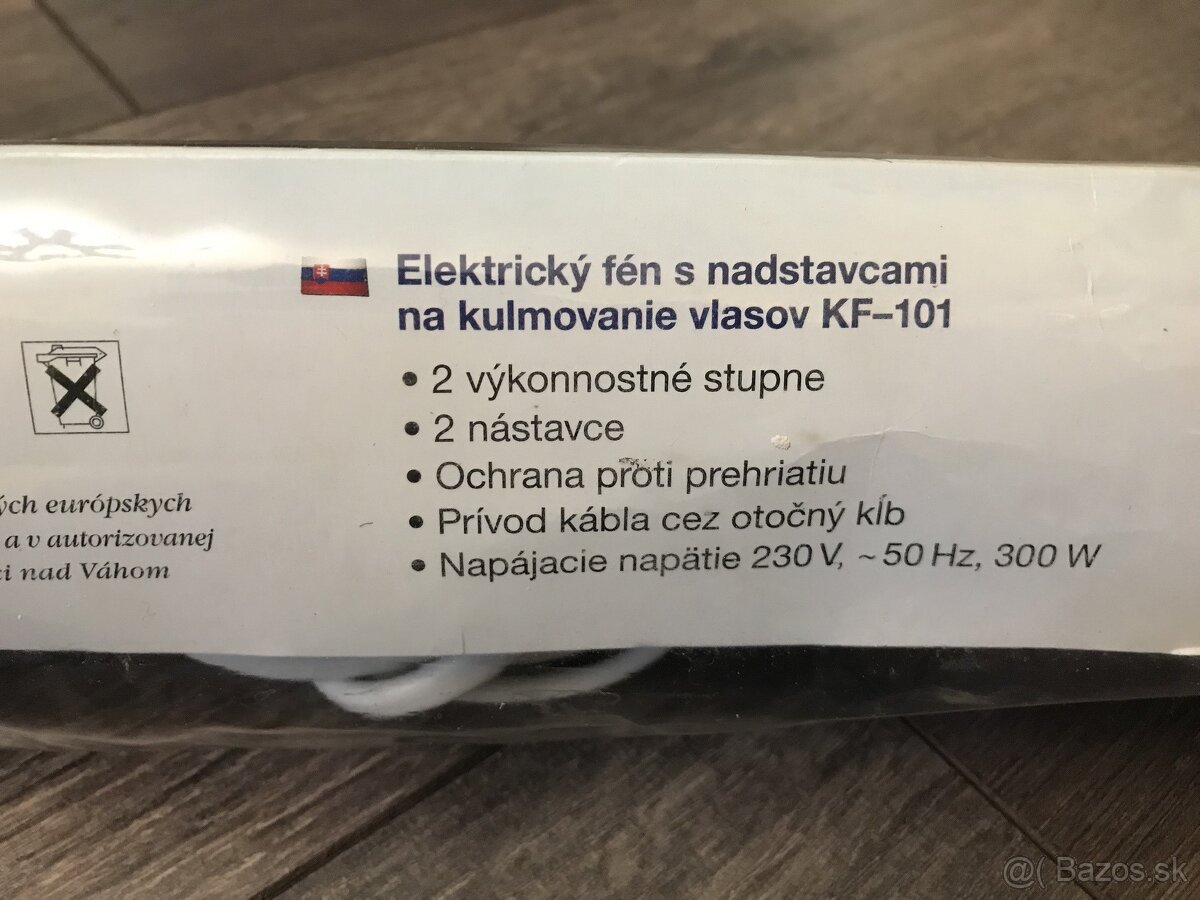 Elektrický fén s nadstavcami
na kulmovanie vlasov KF–101
• 2 výkonnostné stupne
• 2 nástavce
• Ochrana proti prehriatiu
• Prívod kábla cez otočný kĺb
• Napájacie napätie 230 V, ~ 50 Hz, 300 W
ých európskych
a v autorizovanej
ci nad Váhom
@( Bazos.sk